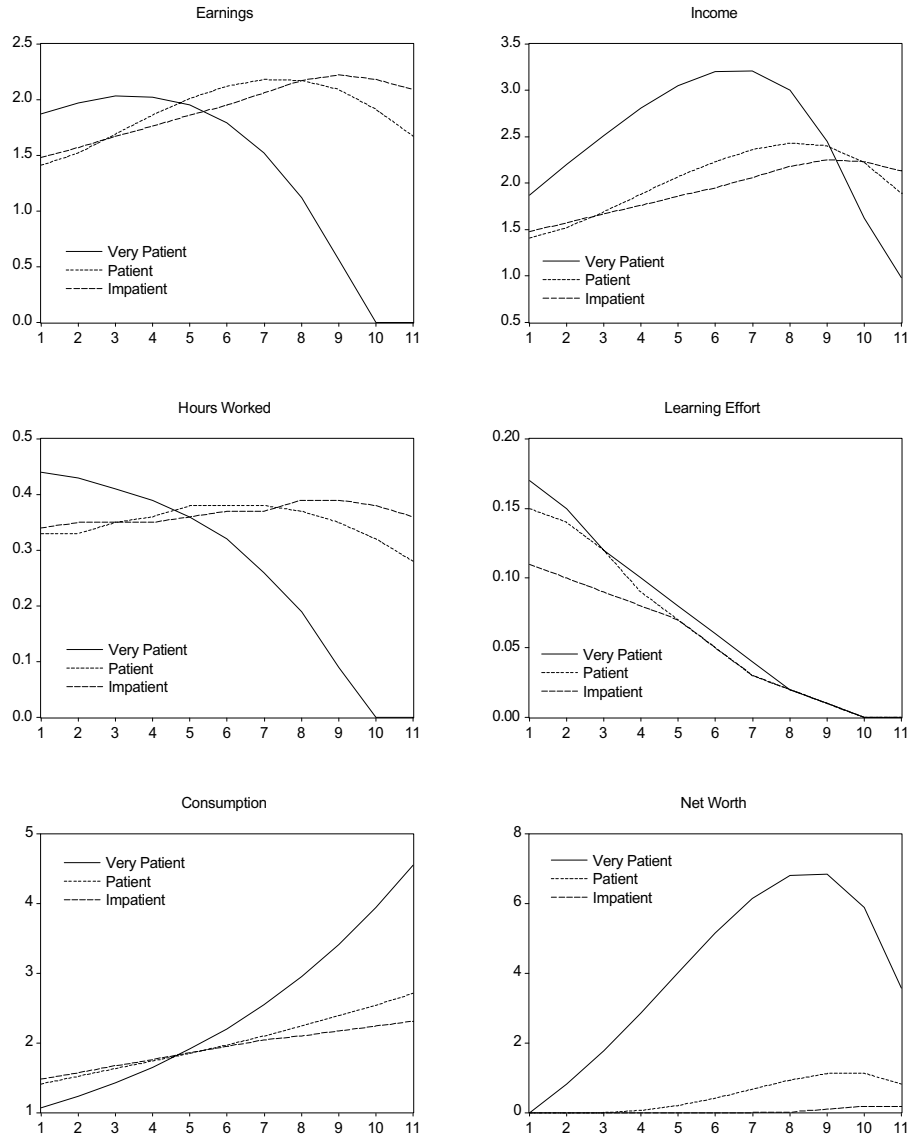 Earnings
2.5
2.0
1.5
1.0
0.5
0.0
Very Patient
Patient
Impatient
1 2 3 4 5 6 7 8 9 10 11
Income
3.5
3.0
2.5
2.0
1.5
1.0
0.5
Very Patient
Patient
Impatient
1 2 3 4 5 6 7 8 9 10 11
Hours Worked
0.5
0.4
0.3
0.2
0.1
0.0
Very Patient
Patient
Impatient
1 2 3 4 5 6 7 8 9 10 11
Learning Effort
0.20
0.15
0.10
0.05
0.00
Very Patient
Patient
Impatient
1 2 3 4 5 6 7 8 9 10 11
Consumption
5
4
3
2
1
Very Patient
Patient
Impatient
1 2 3 4 5 6 7 8 9 10 11
Net Worth
8
6
4
2
0
Very Patient
Patient
Impatient
1 2 3 4 5 6 7 8 9 10 11